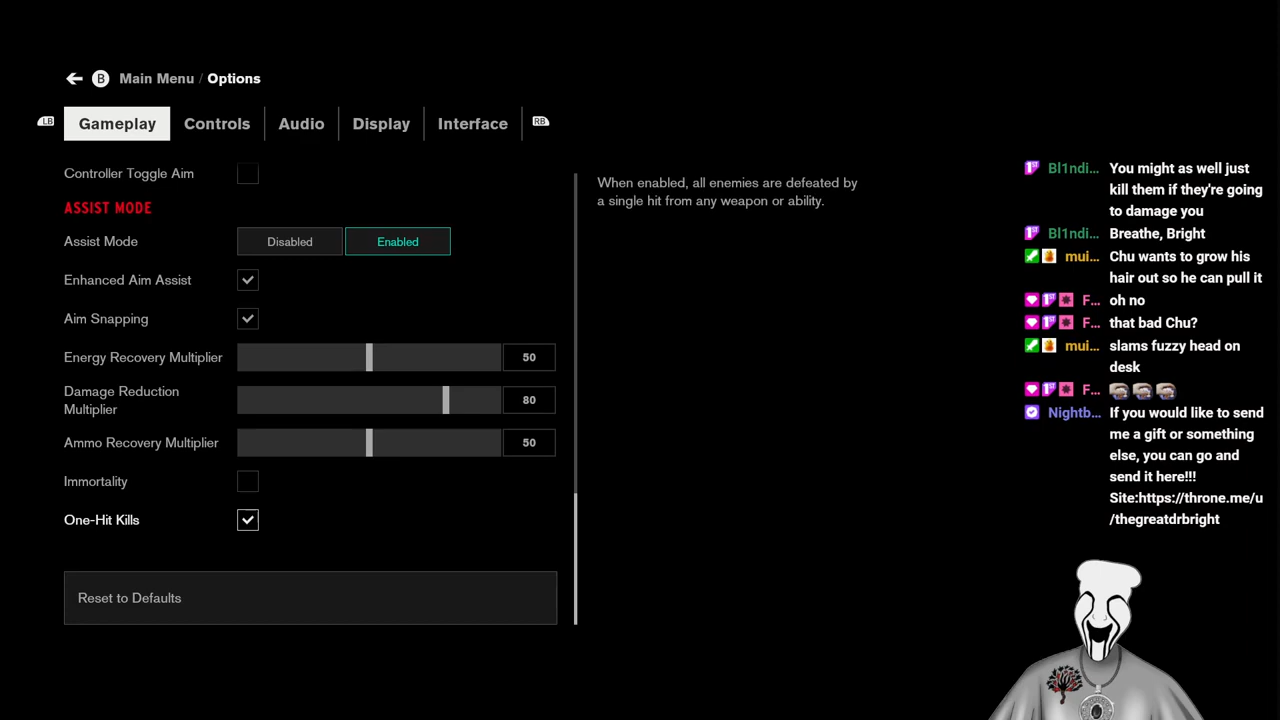 B Main Menu / Options
LB Gameplay Controls Audio Display Interface RB
Controller Toggle Aim
ASSIST MODE
Assist Mode Disabled Enabled
Enhanced Aim Assist
Aim Snapping
Energy Recovery Multiplier 50
Damage Reduction
Multiplier 80
Ammo Recovery Multiplier 50
Immortality
One-Hit Kills
Reset to Defaults
When enabled, all enemies are defeated by
a single hit from any weapon or ability.
Bl1ndi... You might as well just
kill them if they're going
to damage you
Bl1ndi... Breathe, Bright
mui... Chu wants to grow his
hair out so he can pull it
F... oh no
F... that bad Chu?
mui... slams fuzzy head on
desk
F...
Nightb... If you would like to send
me a gift or something
else, you can go and
send it here!!!
Site:https://throne.me/u
/thegreatdrbright